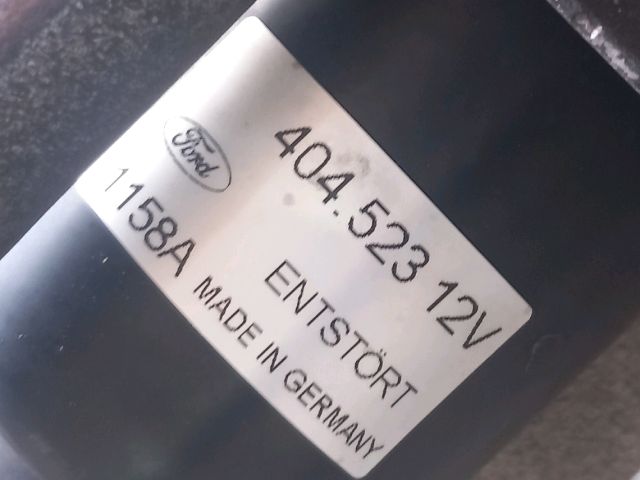 Ford 404.523 12V
ENTSTÖRT
1158A MADE IN GERMANY